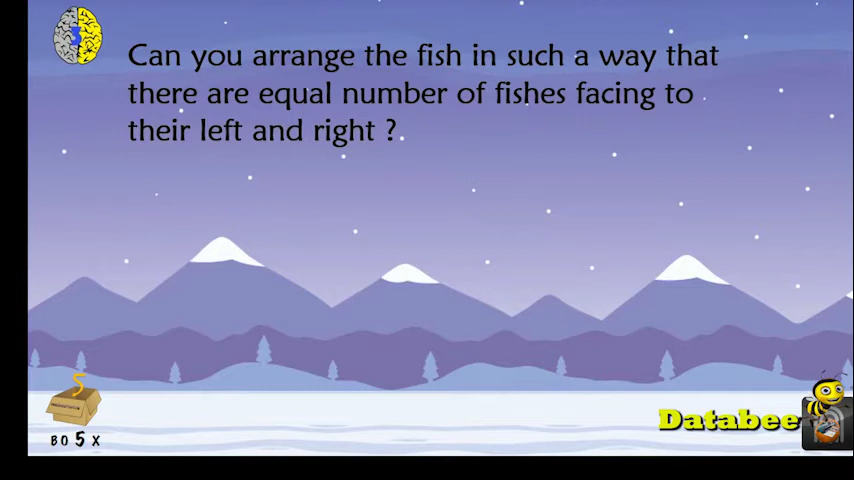 Can you arrange the fish in such a way that
there are equal number of fishes facing to
their left and right ?
BO 5 X
Databee